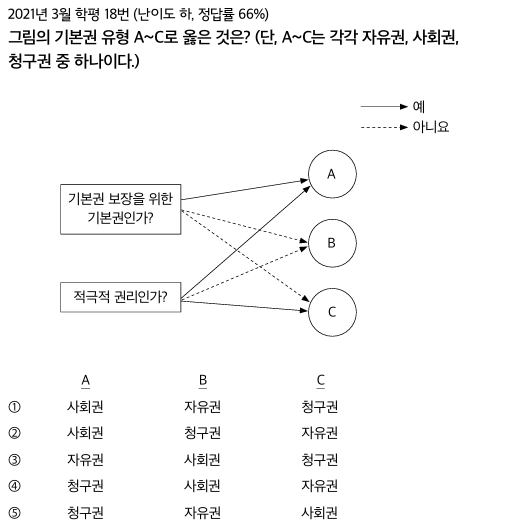 2021년 3월 학평 18번 (난이도 하, 정답률 66%)
그림의 기본권 유형 A~C로 옳은 것은? (단, A~C는 각각 자유권, 사회권,
청구권 중 하나이다.)
예
아니요
기본권 보장을 위한
기본권인가?
적극적 권리인가?
A
B
C
A B C
① 사회권 자유권 청구권
② 사회권 청구권 자유권
③ 자유권 사회권 청구권
④ 청구권 사회권 자유권
⑤ 청구권 자유권 사회권